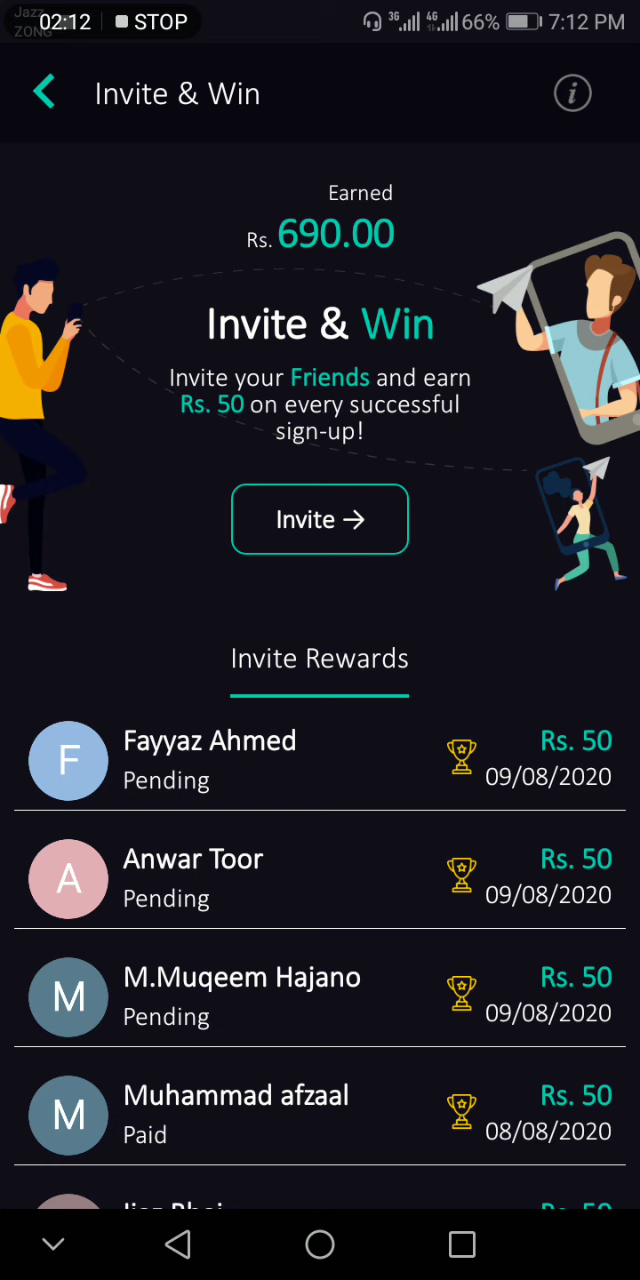 Jazz
ZONG
02:12 STOP 3G 4G 66% 7:12 PM
Invite & Win
Earned
Rs. 690.00
Invite & Win
Invite your Friends and earn
Rs. 50 on every successful
sign-up!
Invite →
Invite Rewards
F Fayyaz Ahmed Rs. 50
Pending 09/08/2020
A Anwar Toor Rs. 50
Pending 09/08/2020
M M.Muqeem Hajano Rs. 50
Pending 09/08/2020
M Muhammad afzaal Rs. 50
Paid 08/08/2020
Rs. 50